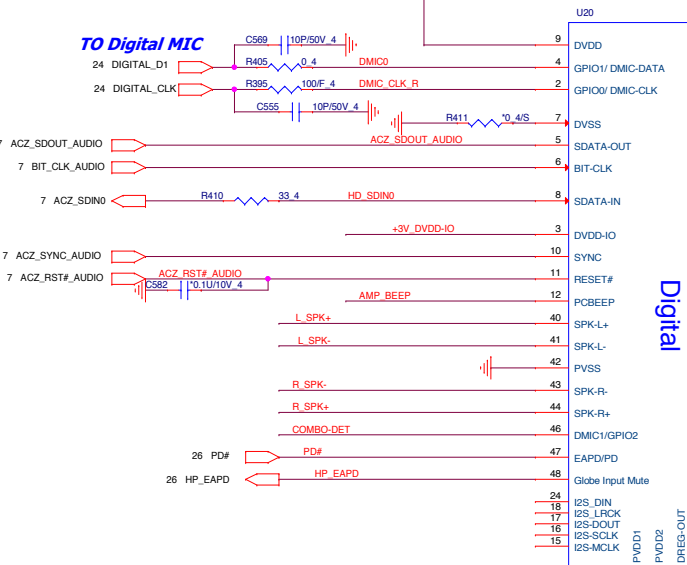 U20
TO Digital MIC
C569 10P/50V_4
9 DVDD
24 DIGITAL_D1 R405 0_4 DMIC0 4 GPIO1/ DMIC-DATA
24 DIGITAL_CLK R395 100/F_4 DMIC_CLK_R 2 GPIO0/ DMIC-CLK
C555 10P/50V_4
R411 *0_4/S 7 DVSS
7 ACZ_SDOUT_AUDIO ACZ_SDOUT_AUDIO 5 SDATA-OUT
7 BIT_CLK_AUDIO 6 BIT-CLK
7 ACZ_SDIN0 R410 33_4 HD_SDIN0 8 SDATA-IN
+3V_DVDD-IO 3 DVDD-IO
7 ACZ_SYNC_AUDIO 10 SYNC
7 ACZ_RST#_AUDIO ACZ_RST#_AUDIO 11 RESET#
C582 *0.1U/10V_4
AMP_BEEP 12 PCBEEP
Digital
L_SPK+ 40 SPK-L+
L_SPK- 41 SPK-L-
42 PVSS
R_SPK- 43 SPK-R-
R_SPK+ 44 SPK-R+
COMBO-DET 46 DMIC1/GPIO2
26 PD# PD# 47 EAPD/PD
26 HP_EAPD HP_EAPD 48 Globe Input Mute
24 I2S_DIN
18 I2S_LRCK
17 I2S-DOUT
16 I2S-SCLK
15 I2S-MCLK
PVDD1
PVDD2
DREG-OUT